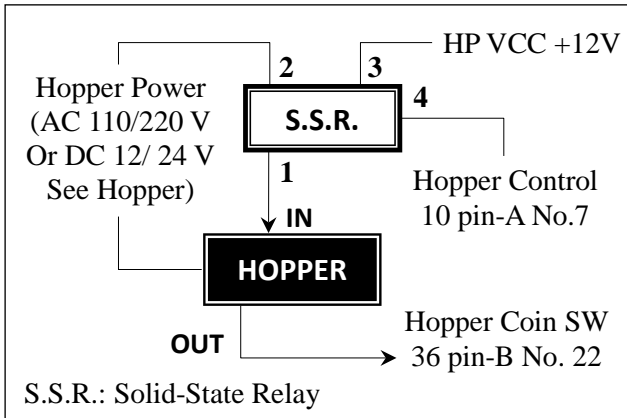 HP VCC +12V
2
3
Hopper Power
(AC 110/220 V
Or DC 12/ 24 V
See Hopper)
S.S.R.
4
1
Hopper Control
10 pin-A No.7
IN
HOPPER
OUT
Hopper Coin SW
36 pin-B No. 22
S.S.R.: Solid-State Relay